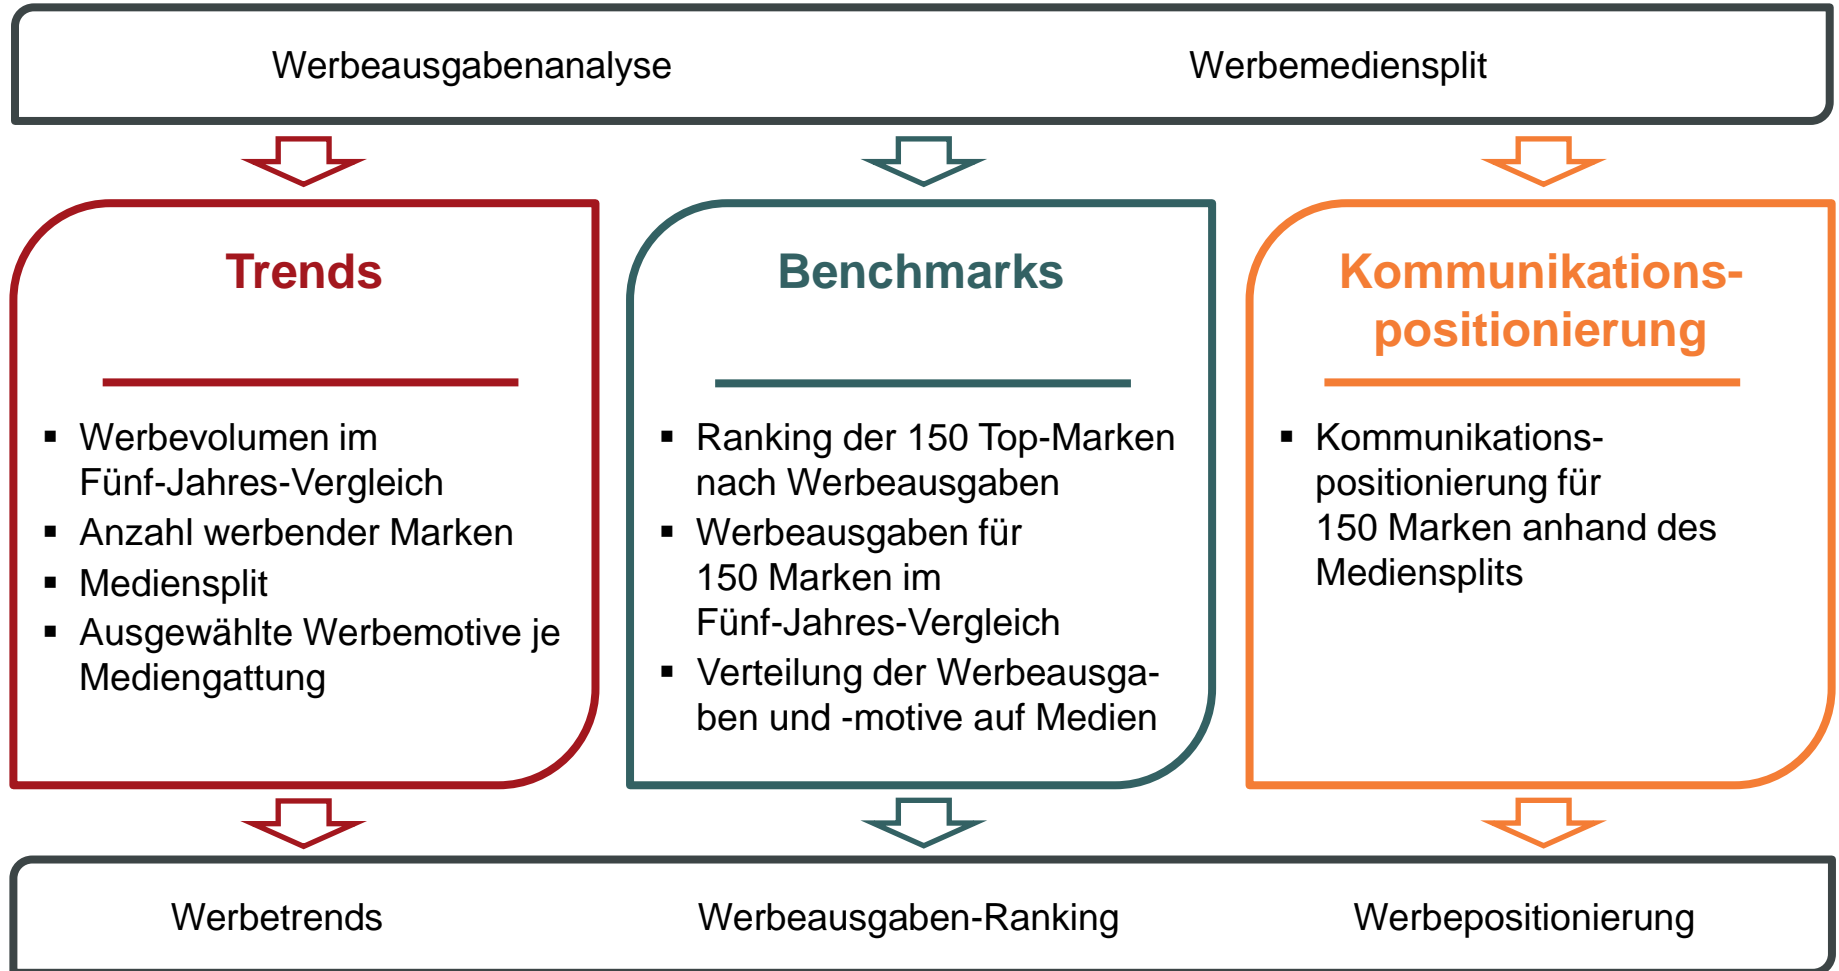 Werbeausgabenanalyse
Werbemediensplit
Trends
▪ Werbevolumen im
Fünf-Jahres-Vergleich
▪ Anzahl werbender Marken
▪ Mediensplit
▪ Ausgewählte Werbemotive je
Mediengattung
Benchmarks
▪ Ranking der 150 Top-Marken
nach Werbeausgaben
▪ Werbeausgaben für
150 Marken im
Fünf-Jahres-Vergleich
▪ Verteilung der Werbeausga-
ben und -motive auf Medien
Kommunikations-
positionierung
▪ Kommunikations-
positionierung für
150 Marken anhand des
Mediensplits
Werbetrends
Werbeausgaben-Ranking
Werbepositionierung